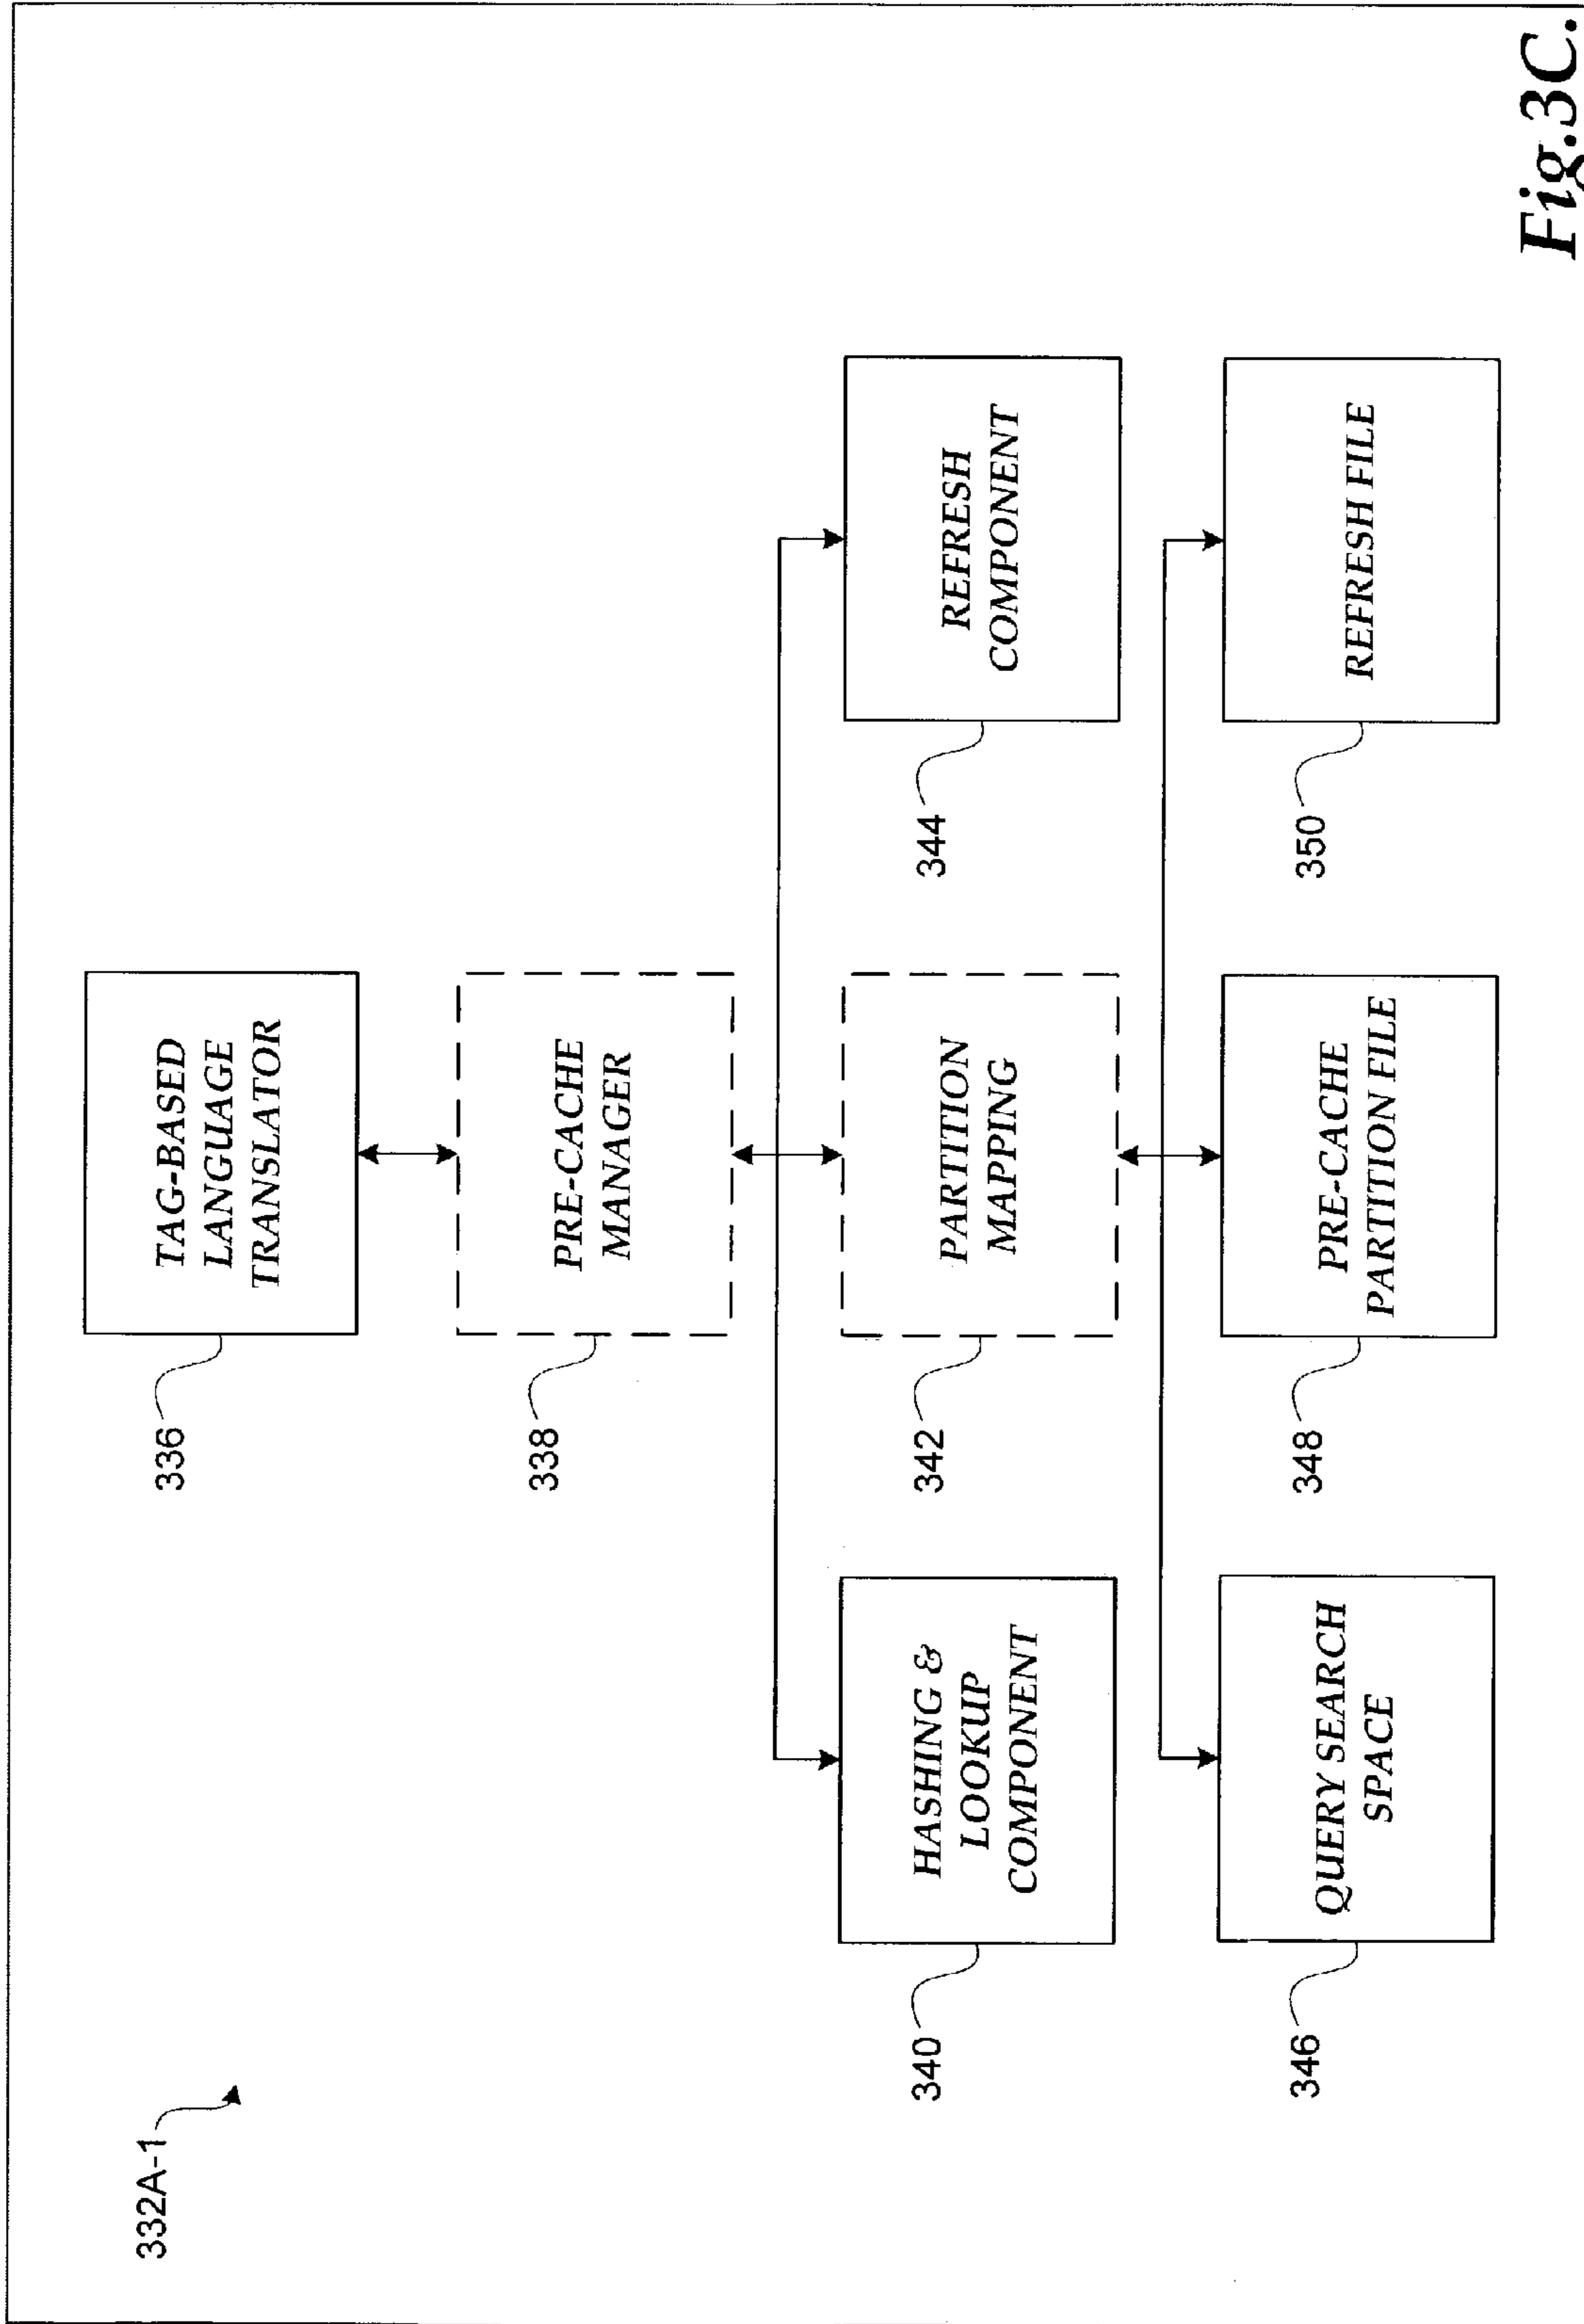 332A-1
336
TAG-BASED
LANGUAGE
TRANSLATOR
338
PRE-CACHE
MANAGER
340
HASHING &
LOOKUP
COMPONENT
342
PARTITION
MAPPING
344
REFRESH
COMPONENT
346
QUERY SEARCH
SPACE
348
PRE-CACHE
PARTITION FILE
350
REFRESH FILE
Fig.3C.